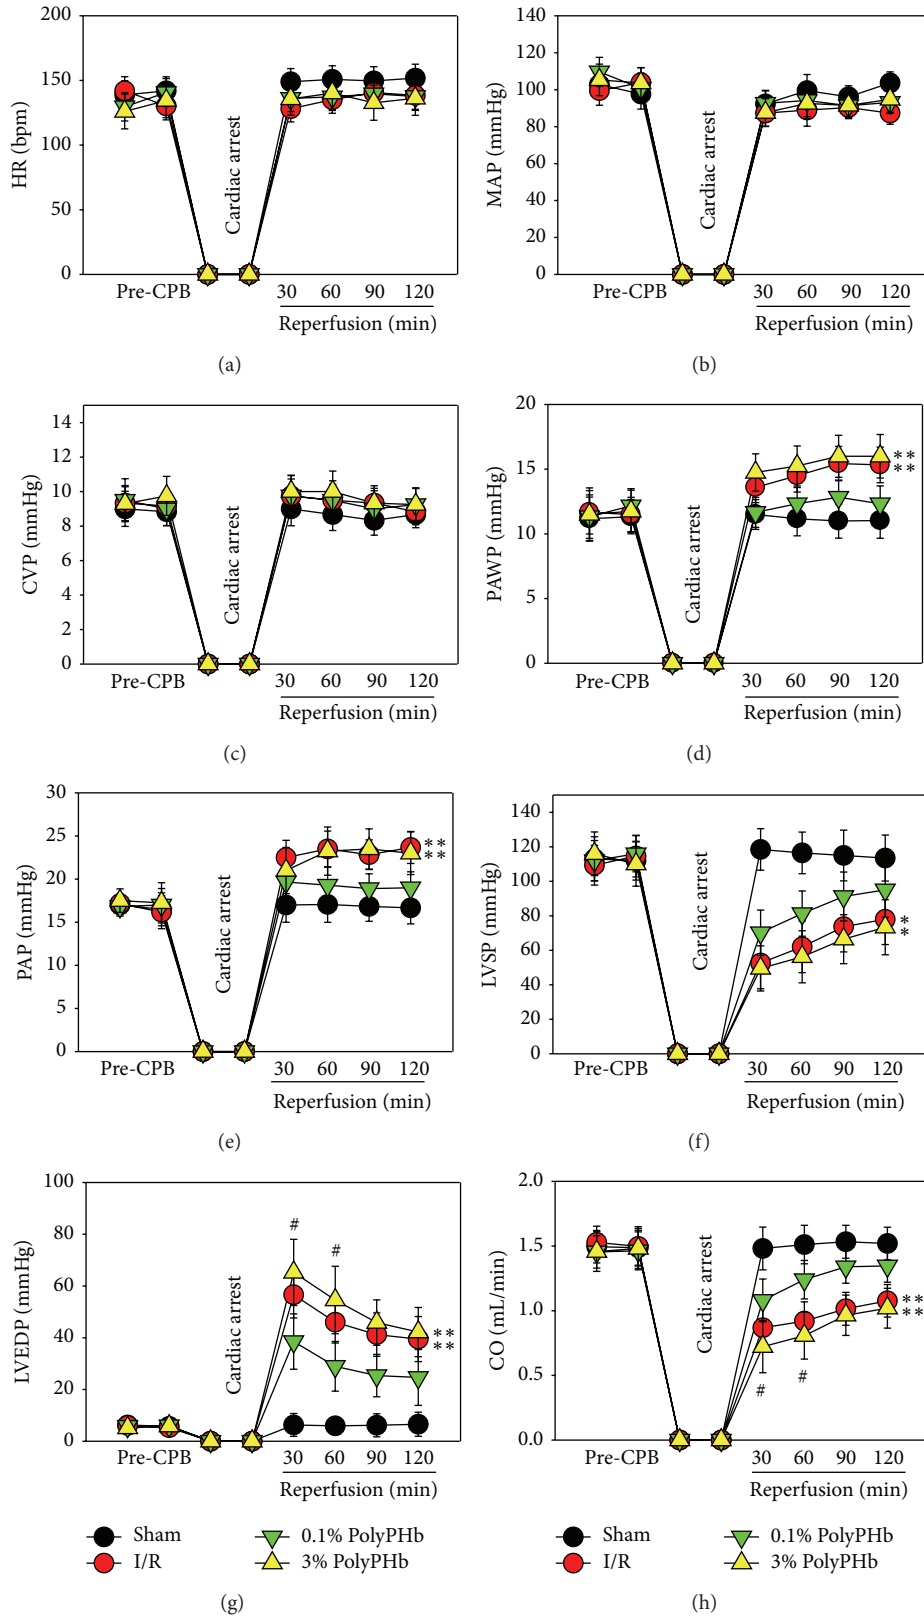 200
150
100
50
0
HR (bpm)
Cardiac arrest
Pre-CPB
30 60 90 120
Reperfusion (min)
(a)
140
120
100
80
60
40
20
0
MAP (mmHg)
Cardiac arrest
Pre-CPB
30 60 90 120
Reperfusion (min)
(b)
14
12
10
8
6
4
2
0
CVP (mmHg)
Cardiac arrest
Pre-CPB
30 60 90 120
Reperfusion (min)
(c)
20
15
10
5
0
PAWP (mmHg)
Cardiac arrest
**
**
Pre-CPB
30 60 90 120
Reperfusion (min)
(d)
30
25
20
15
10
5
0
PAP (mmHg)
Cardiac arrest
**
**
Pre-CPB
30 60 90 120
Reperfusion (min)
(e)
140
120
100
80
60
40
20
0
LVSP (mmHg)
Cardiac arrest
*
*
Pre-CPB
30 60 90 120
Reperfusion (min)
(f)
100
80
60
40
20
0
LVEDP (mmHg)
Cardiac arrest
# #
**
**
Pre-CPB
30 60 90 120
Reperfusion (min)
Sham 0.1% PolyPHb
I/R 3% PolyPHb
(g)
2.0
1.5
1.0
0.5
0.0
CO (mL/min)
Cardiac arrest
**
**
# #
Pre-CPB
30 60 90 120
Reperfusion (min)
Sham 0.1% PolyPHb
I/R 3% PolyPHb
(h)